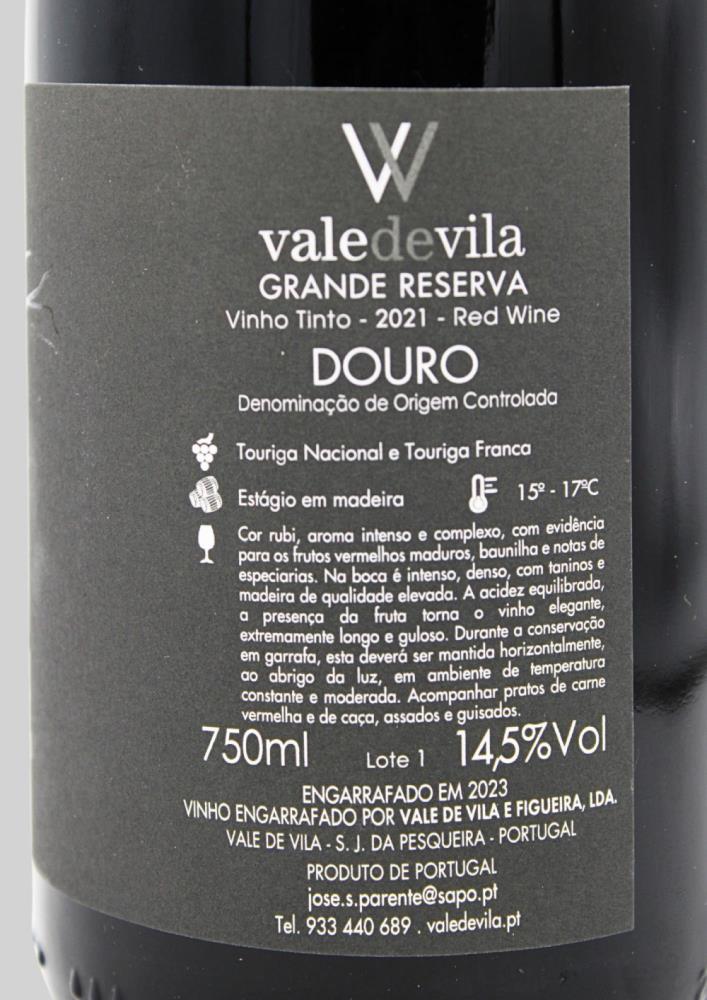 valedevila
GRANDE RESERVA
Vinho Tinto - 2021 - Red Wine
DOURO
Denominação de Origem Controlada
Touriga Nacional e Touriga Franca
Estágio em madeira
15º - 17ºC
Cor rubi, aroma intenso e complexo, com evidência
para os frutos vermelhos maduros, baunilha e notas de
especiarias. Na boca é intenso, denso, com taninos e
madeira de qualidade elevada. A acidez equilibrada,
a presença da fruta torna o vinho elegante,
extremamente longo e guloso. Durante a conservação
em garrafa, esta deverá ser mantida horizontalmente,
ao abrigo da luz, em ambiente de temperatura
constante e moderada. Acompanhar pratos de carne
vermelha e de caça, assados e guisados.
750ml Lote 1 14,5%Vol
ENGARRAFADO EM 2023
VINHO ENGARRAFADO POR VALE DE VILA E FIGUEIRA, LDA.
VALE DE VILA - S. J. DA PESQUEIRA - PORTUGAL
PRODUTO DE PORTUGAL
jose.s.parente@sapo.pt
Tel. 933 440 689 . valedevila.pt